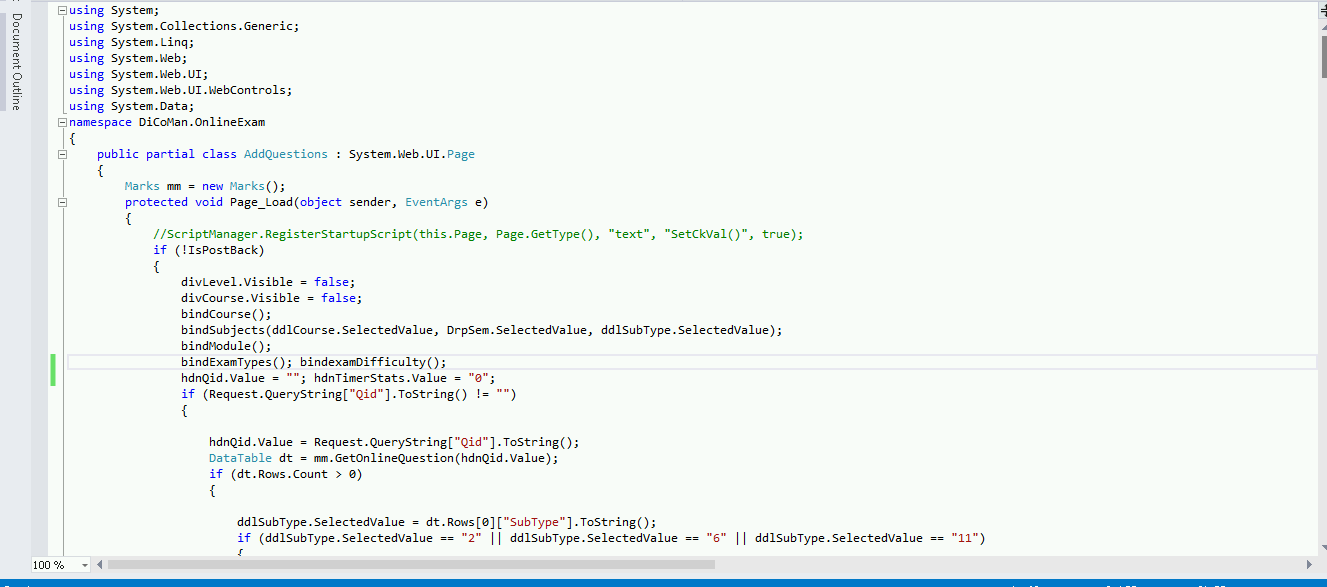 Document Outline
using System;
using System.Collections.Generic;
using System.Linq;
using System.Web;
using System.Web.UI;
using System.Web.UI.WebControls;
using System.Data;
namespace DiCoMan.OnlineExam
{
    public partial class AddQuestions : System.Web.UI.Page
    {
        Marks mm = new Marks();
        protected void Page_Load(object sender, EventArgs e)
        {
            //ScriptManager.RegisterStartupScript(this.Page, Page.GetType(), "text", "SetCkVal()", true);
            if (!IsPostBack)
            {
                divLevel.Visible = false;
                divCourse.Visible = false;
                bindCourse();
                bindSubjects(ddlCourse.SelectedValue, DrpSem.SelectedValue, ddlSubType.SelectedValue);
                bindModule();
                bindExamTypes(); bindexamDifficulty();
                hdnQid.Value = ""; hdnTimerStats.Value = "0";
                if (Request.QueryString["Qid"].ToString() != "")
                {
                    hdnQid.Value = Request.QueryString["Qid"].ToString();
                    DataTable dt = mm.GetOnlineQuestion(hdnQid.Value);
                    if (dt.Rows.Count > 0)
                    {
                        ddlSubType.SelectedValue = dt.Rows[0]["SubType"].ToString();
                        if (ddlSubType.SelectedValue == "2" || ddlSubType.SelectedValue == "6" || ddlSubType.SelectedValue == "11")
                        {
100 %